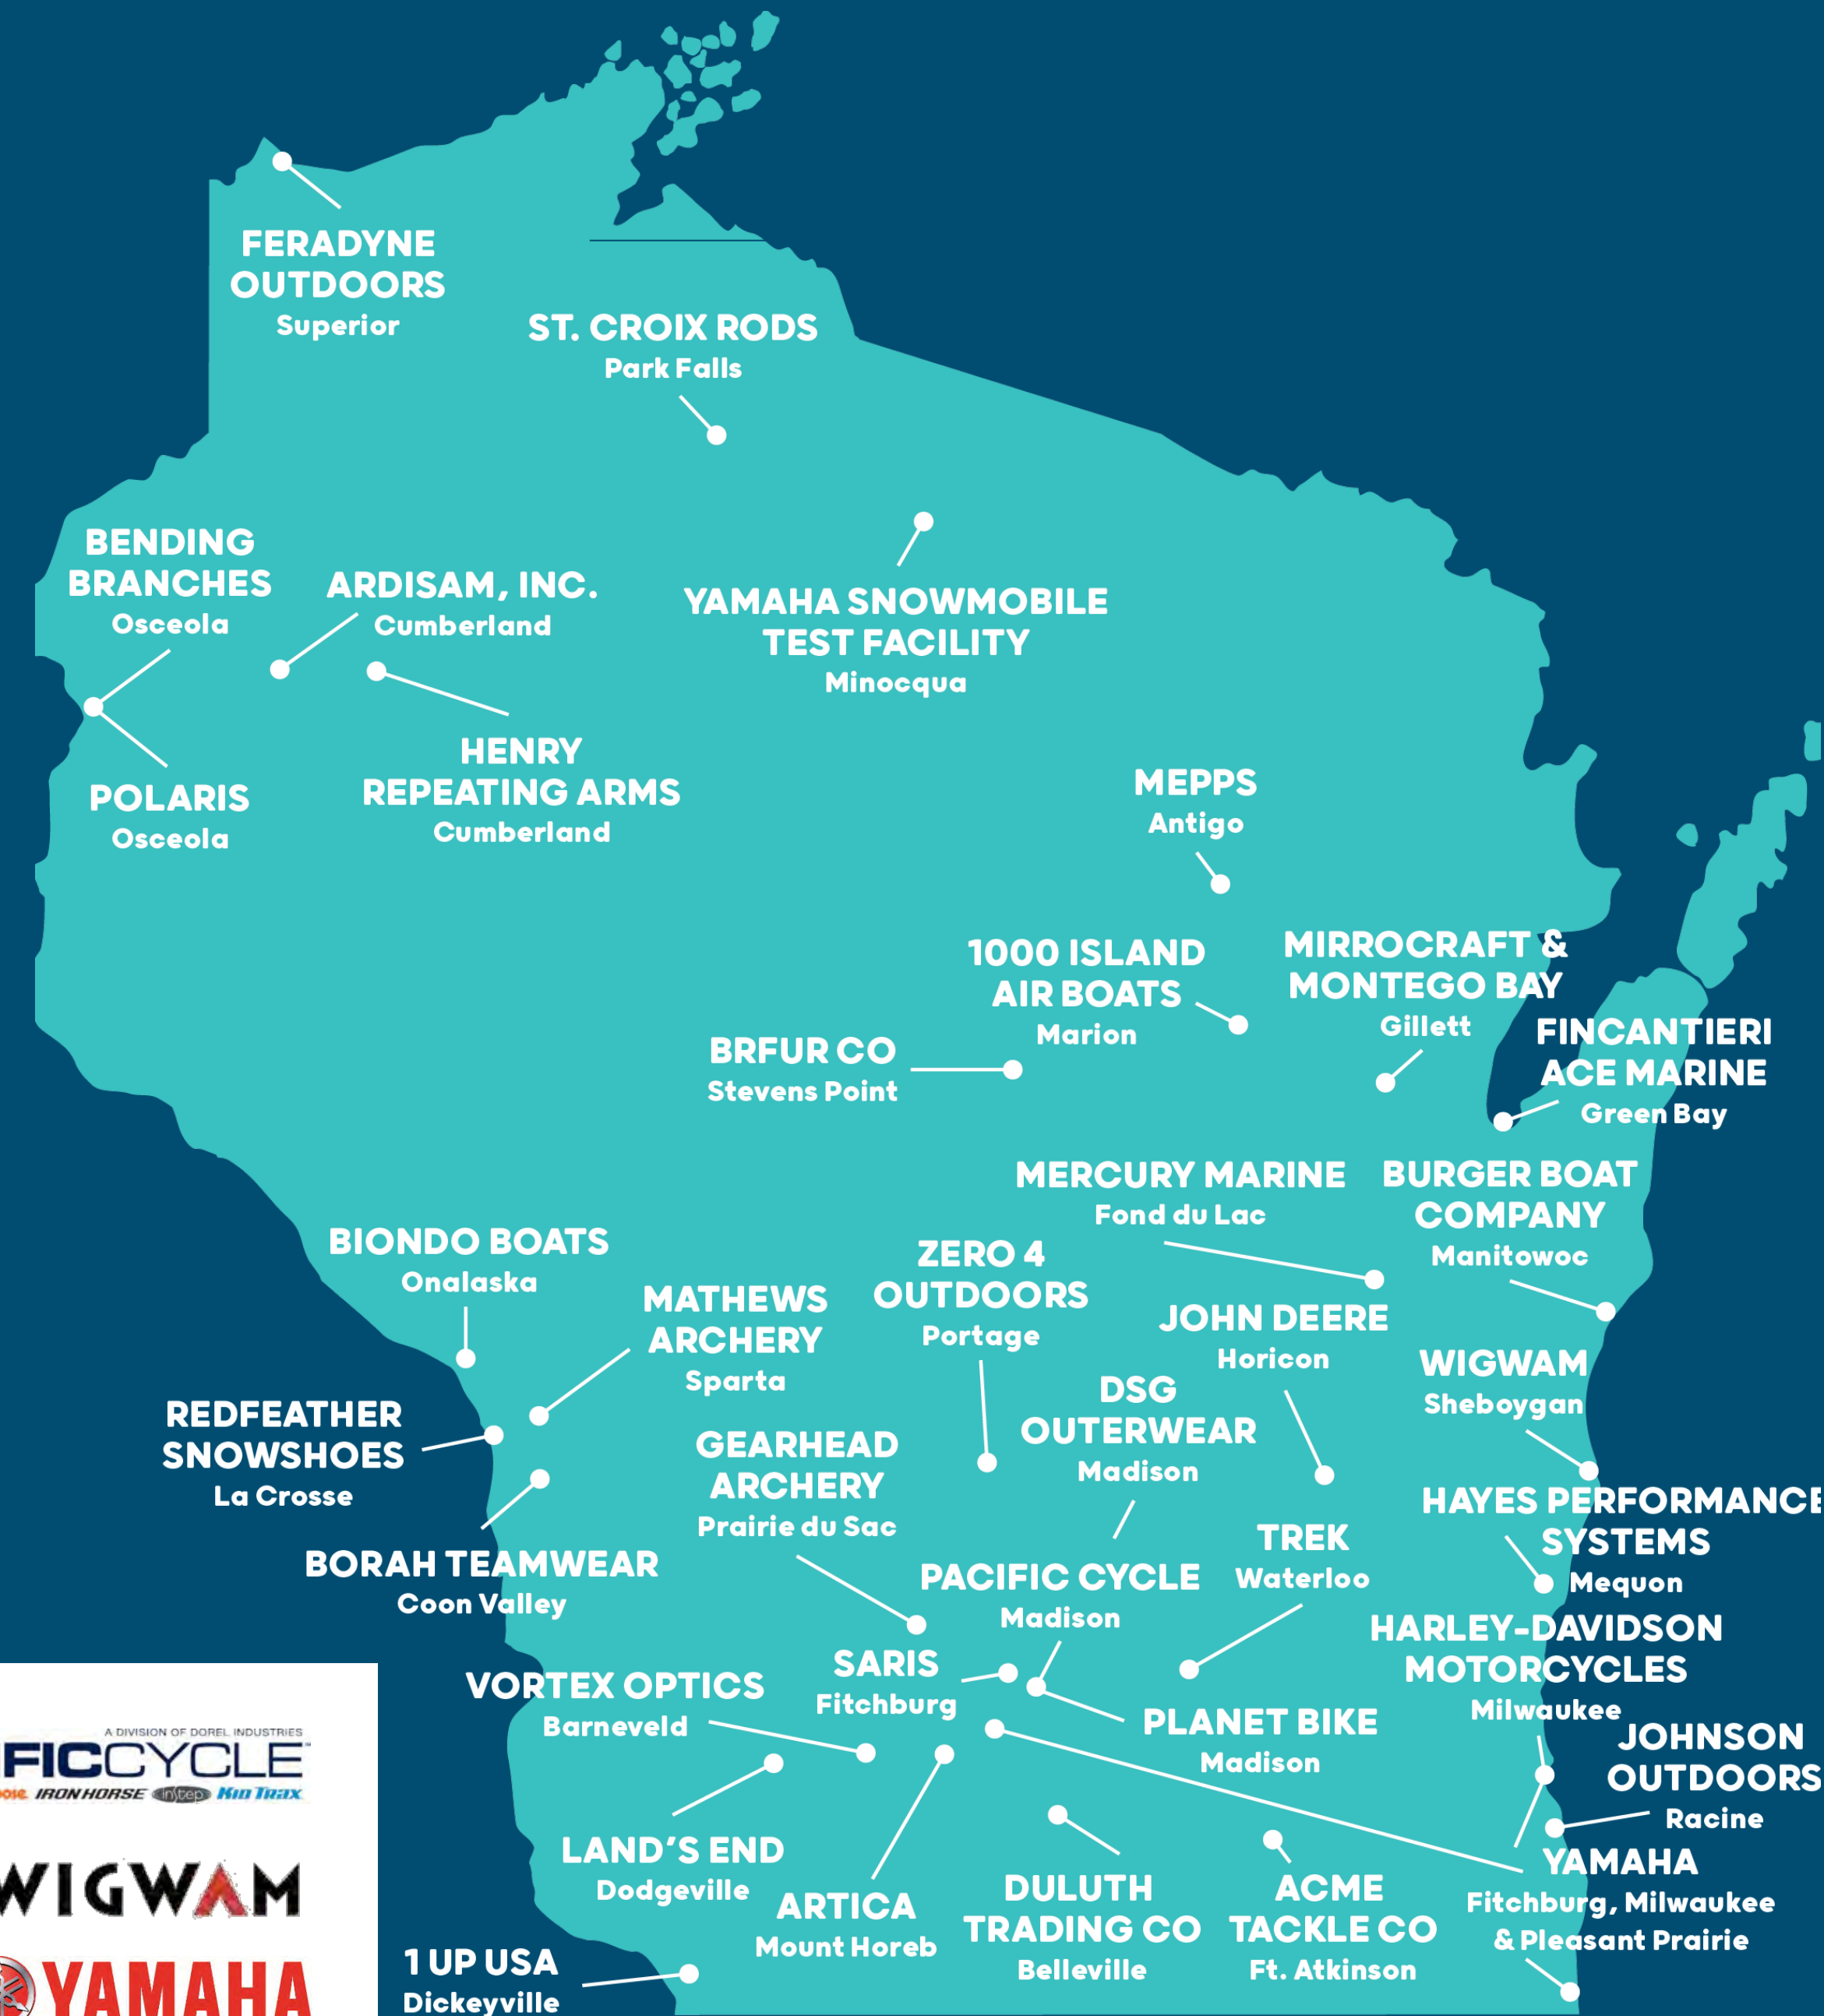 FERADYNE
OUTDOORS
Superior
ST. CROIX RODS
Park Falls
BENDING
BRANCHES
Osceola
ARDISAM, INC.
Cumberland
YAMAHA SNOWMOBILE
TEST FACILITY
Minocqua
POLARIS
Osceola
HENRY
REPEATING ARMS
Cumberland
MEPPS
Antigo
1000 ISLAND
AIR BOATS
Marion
MIRROCRAFT &
MONTEGO BAY
Gillett
BRFUR CO
Stevens Point
FINCANTIERI
ACE MARINE
Green Bay
MERCURY MARINE
Fond du Lac
BURGER BOAT
COMPANY
Manitowoc
BIONDO BOATS
Onalaska
MATHEWS
ARCHERY
Sparta
ZERO 4
OUTDOORS
Portage
JOHN DEERE
Horicon
WIGWAM
Sheboygan
REDFEATHER
SNOWSHOES
La Crosse
GEARHEAD
ARCHERY
Prairie du Sac
DSG
OUTERWEAR
Madison
HAYES PERFORMANCE
SYSTEMS
Mequon
BORAH TEAMWEAR
Coon Valley
PACIFIC CYCLE
Madison
TREK
Waterloo
HARLEY-DAVIDSON
MOTORCYCLES
Milwaukee
VORTEX OPTICS
Barneveld
SARIS
Fitchburg
PLANET BIKE
Madison
JOHNSON
OUTDOORS
Racine
LAND'S END
Dodgeville
ARTICA
Mount Horeb
DULUTH
TRADING CO
Belleville
ACME
TACKLE CO
Ft. Atkinson
YAMAHA
Fitchburg, Milwaukee
& Pleasant Prairie
1 UP USA
Dickeyville
A DIVISION OF DOREL INDUSTRIES
FICCYCLE
IRONHORSE instep KidTrax
WIGWAM
YAMAHA